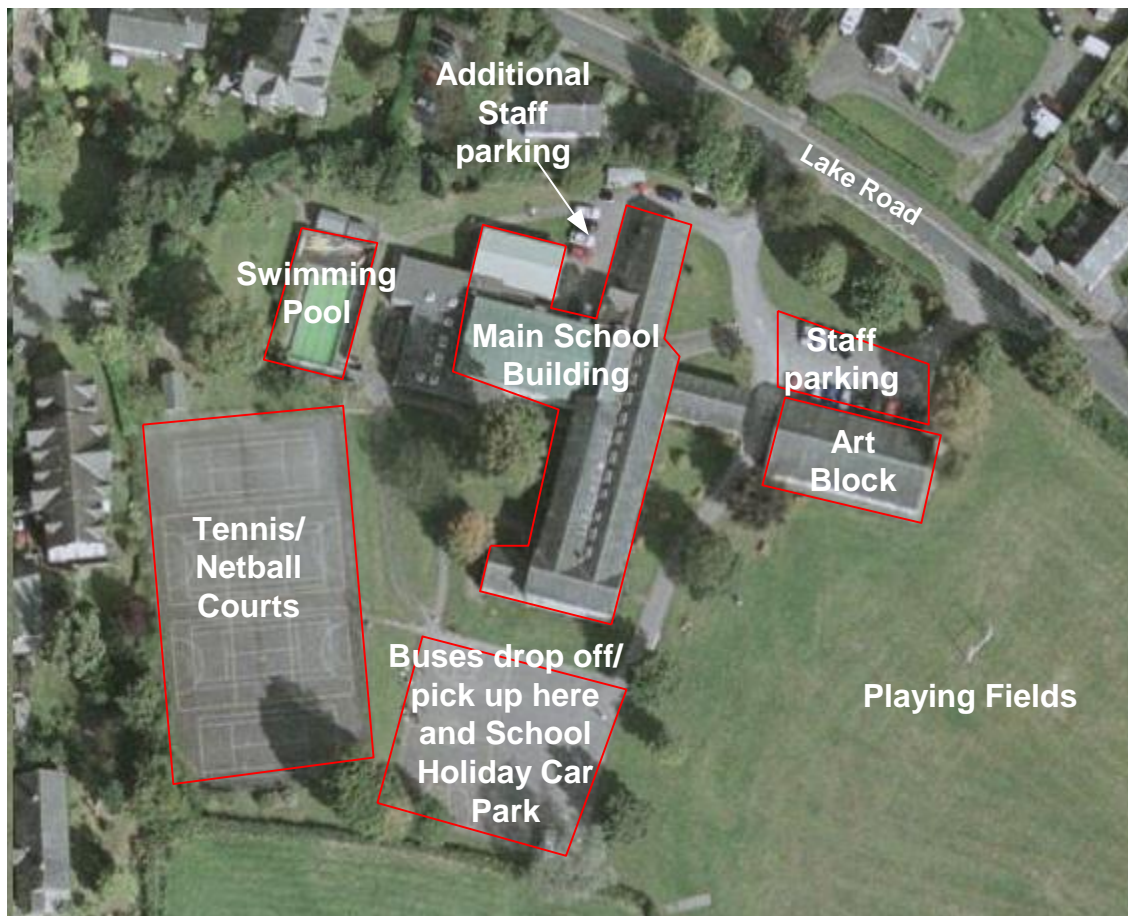 Additional
Staff
parking
Lake Road
Swimming
Pool
Main School
Building
Staff
parking
Art
Block
Tennis/
Netball
Courts
Buses drop off/
pick up here
and School
Holiday Car
Park
Playing Fields